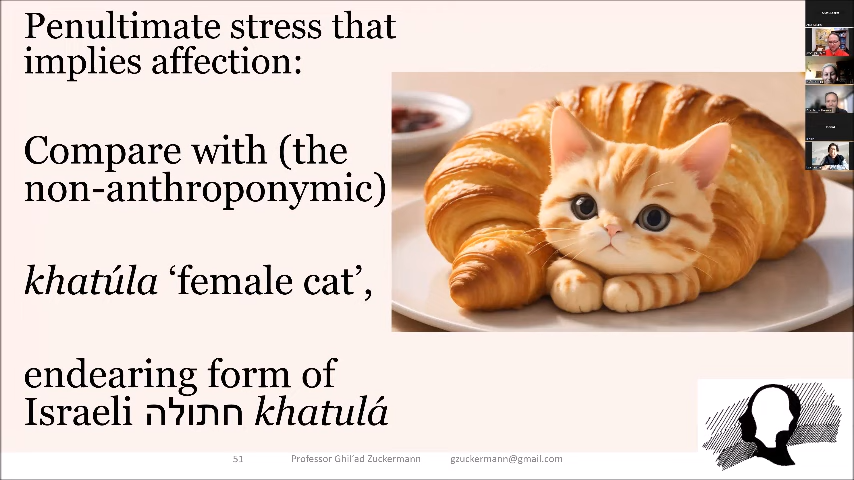 Penultimate stress that
implies affection:
Compare with (the
non-anthroponymic)
khatúla ‘female cat’,
endearing form of
Israeli חתולה khatulá
51 Professor Ghil‘ad Zuckermann gzuckermann@gmail.com